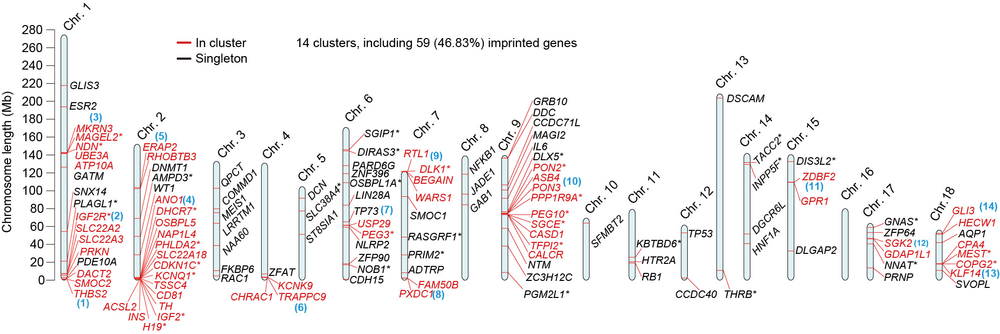 Chromosome length (Mb)
280
260
240
220
200
180
160
140
120
100
80
60
40
20
0
In cluster
Singleton
14 clusters, including 59 (46.83%) imprinted genes
Chr. 1
GLIS3
ESR2
(3)
MKRN3
MAGEL2*
NDN*
UBE3A
ATP10A
GATM
SNX14
PLAGL1*
IGF2R*(2)
SLC22A2
SLC22A3
PRKN
PDE10A
DACT2
SMOC2
THBS2
(1)
Chr. 2
(5)
ERAP2
RHOBTB3
DNMT1
AMPD3*
WT1
ANO1(4)
DHCR7*
OSBPL5
NAP1L4
PHLDA2*
SLC22A18
CDKN1C*
KCNQ1*
TSSC4
CD81
TH
IGF2*
H19*
INS
ACSL2
Chr. 3
QPCT
COMMD1
MEIS1
LRRTM1
NAA60
FKBP6
RAC1
Chr. 4
ZFAT
KCNK9
TRAPPC9
CHRAC1
(6)
Chr. 5
DCN
SLC38A4*
ST8SIA1
Chr. 6
SGIP1*
DIRAS3*
PARD6G
ZNF396
OSBPL1A*
LIN28A
TP73 (7)
USP29
PEG3*
NLRP2
ZFP90
NOB1*
CDH15
Chr. 7
RTL1 (9)
DLK1*
BEGAIN
WARS1
SMOC1
RASGRF1*
PRIM2*
ADTRP
FAM50B
PXDC1(8)
Chr. 8
NFKB1
JADE1
GAB1
Chr. 9
GRB10
DDC
CCDC71L
MAGI2
IL6
DLX5*
PON2*
ASB4 (10)
PON3
PPP1R9A*
PEG10*
SGCE*
CASD1
TFPI2*
CALCR
NTM
ZC3H12C
PGM2L1*
Chr. 10
SFMBT2
Chr. 11
KBTBD6*
HTR2A
RB1
Chr. 12
TP53
CCDC40
Chr. 13
DSCAM
THRB*
Chr. 14
TACC2*
INPP5F*
DGCR6L
HNF1A
Chr. 15
DIS3L2*
ZDBF2
(11)
GPR1
DLGAP2
Chr. 16
Chr. 17
GNAS*
ZFP64
SGK2 (12)
GDAP1L1
NNAT*
PRNP
Chr. 18
GLI3 (14)
HECW1
AQP1
CPA4
MEST*
COPG2*
KLF14(13)
SVOPL